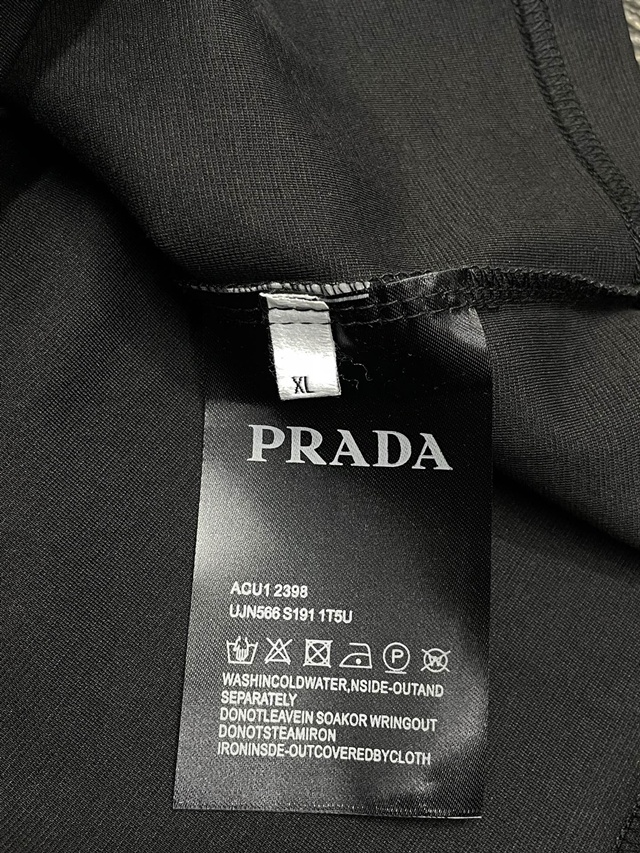 XL
PRADA
ACU1 2398
UJN566 S191 1T5U
P W
WASHINCOLDWATER,NSIDE-OUTAND
SEPARATELY
DONOTLEAVEIN SOAKOR WRINGOUT
DONOTSTEAMIRON
IRONINSDE-OUTCOVEREDBYCLOTH